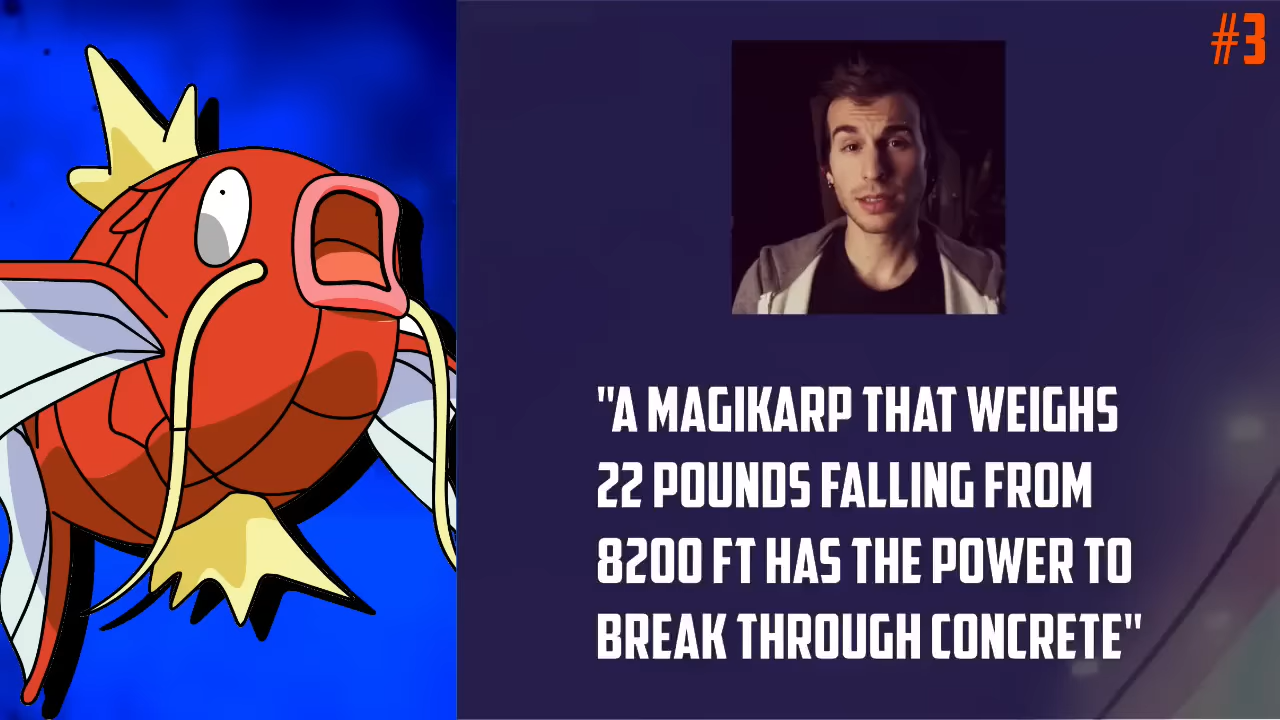 #3
"A MAGIKARP THAT WEIGHS
22 POUNDS FALLING FROM
8200 FT HAS THE POWER TO
BREAK THROUGH CONCRETE"